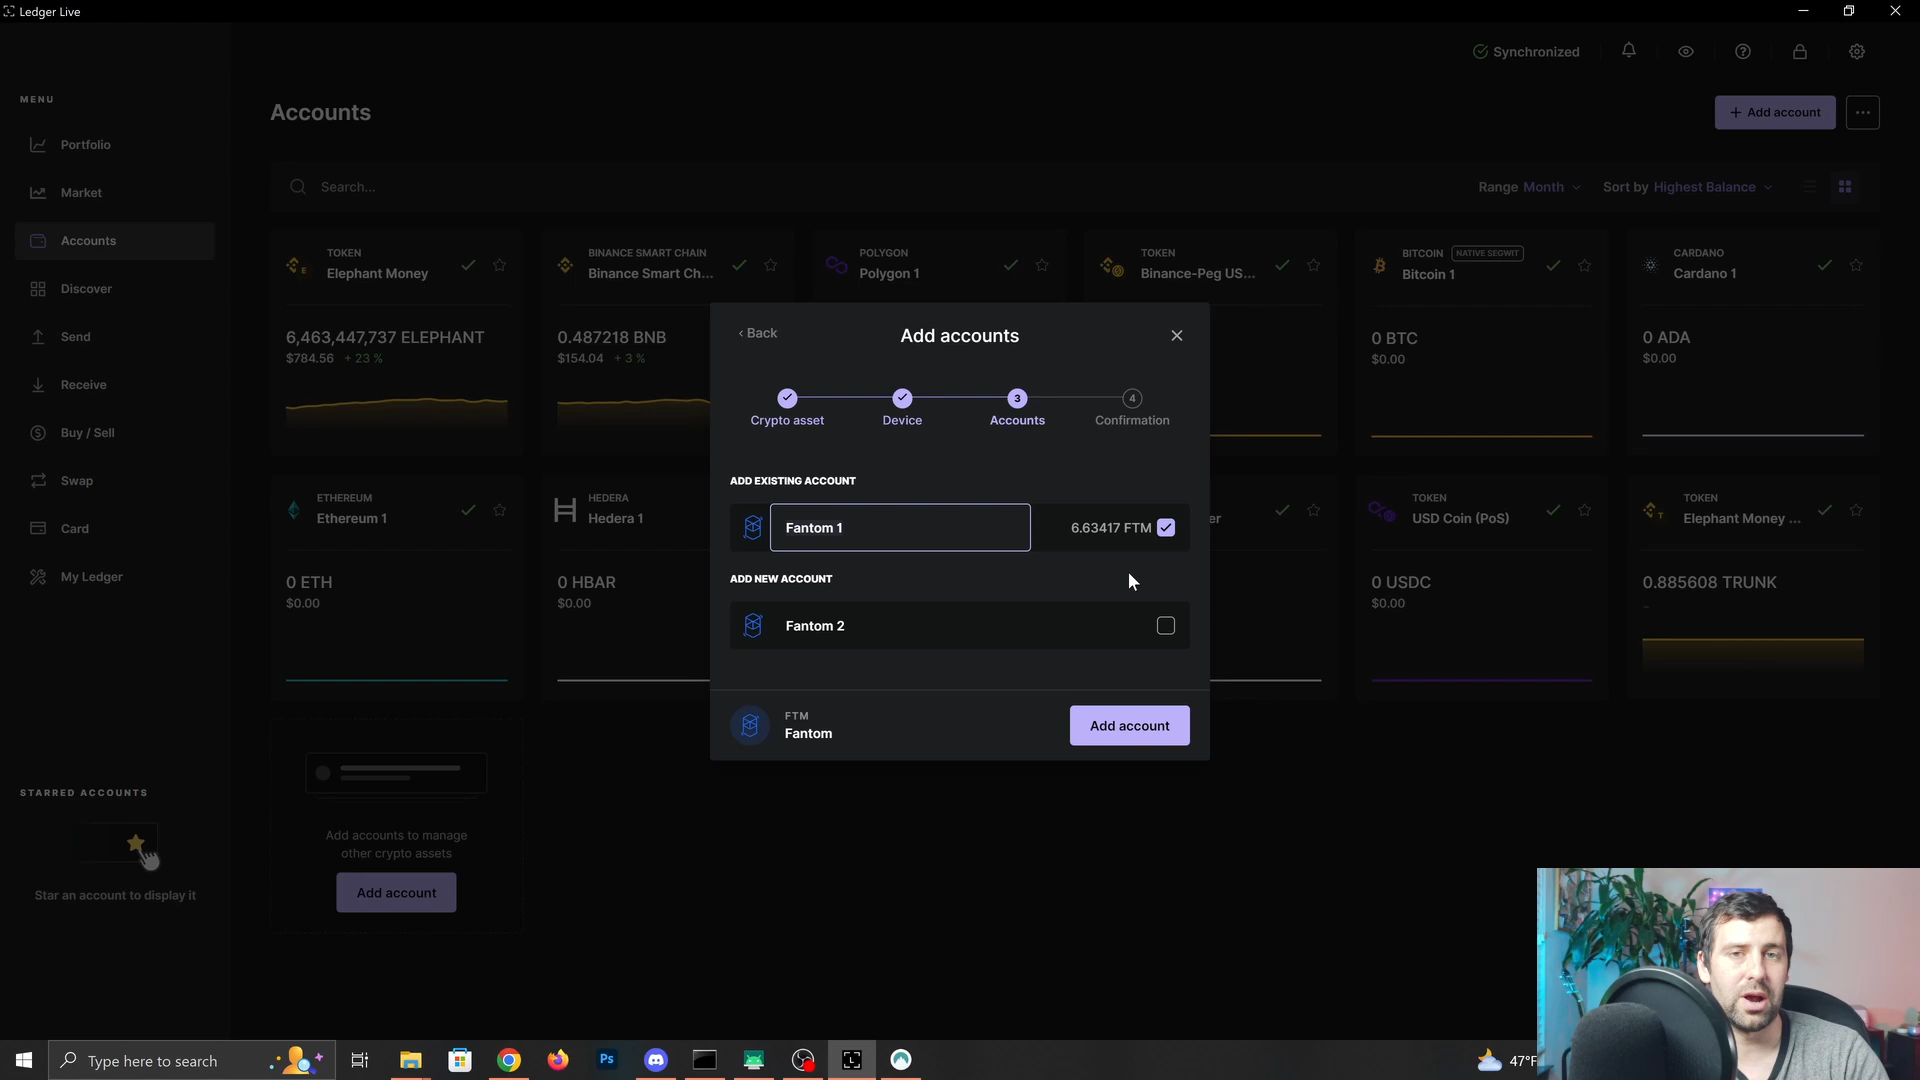 Ledger Live
Synchronized
MENU
Accounts
+ Add account
Portfolio
Market
Accounts
Discover
Send
Receive
Buy / Sell
Swap
Card
My Ledger
Search...
Range Month
Sort by Highest Balance
TOKEN
Elephant Money
6,463,447,737 ELEPHANT
$784.56 + 23 %
BINANCE SMART CHAIN
Binance Smart Ch...
0.487218 BNB
$154.04 + 3 %
POLYGON
Polygon 1
TOKEN
Binance-Peg US...
BITCOIN NATIVE SEGWIT
Bitcoin 1
0 BTC
$0.00
CARDANO
Cardano 1
0 ADA
$0.00
‹ Back
Add accounts
3
4
Crypto asset
Device
Accounts
Confirmation
ADD EXISTING ACCOUNT
Fantom 1
6.63417 FTM
ADD NEW ACCOUNT
Fantom 2
FTM
Fantom
Add account
ETHEREUM
Ethereum 1
0 ETH
$0.00
HEDERA
Hedera 1
0 HBAR
$0.00
TOKEN
USD Coin (PoS)
0 USDC
$0.00
TOKEN
Elephant Money ...
0.885608 TRUNK
-
Add accounts to manage
other crypto assets
Add account
STARRED ACCOUNTS
Star an account to display it
Type here to search
Ps
47°F